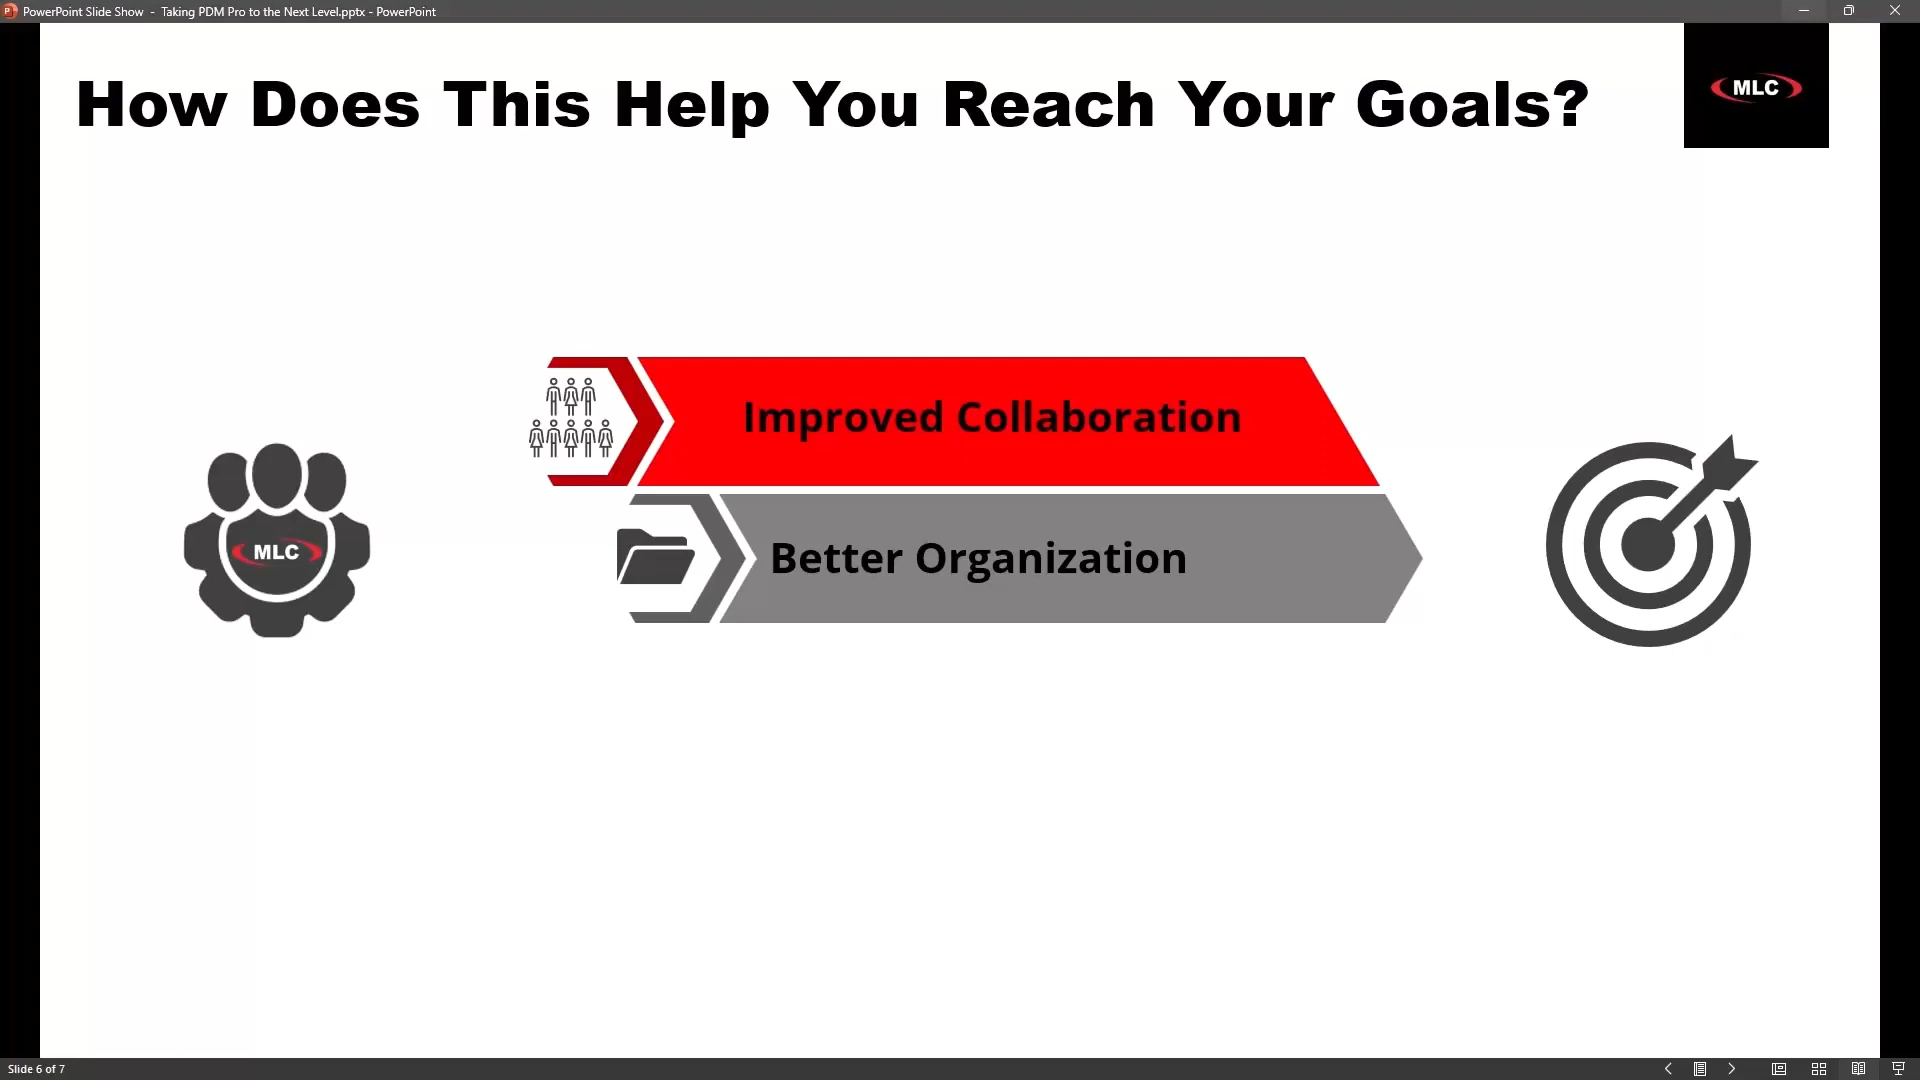 PowerPoint Slide Show - Taking PDM Pro to the Next Level.pptx - PowerPoint
How Does This Help You Reach Your Goals?
MLC
Improved Collaboration
MLC
Better Organization
Slide 6 of 7